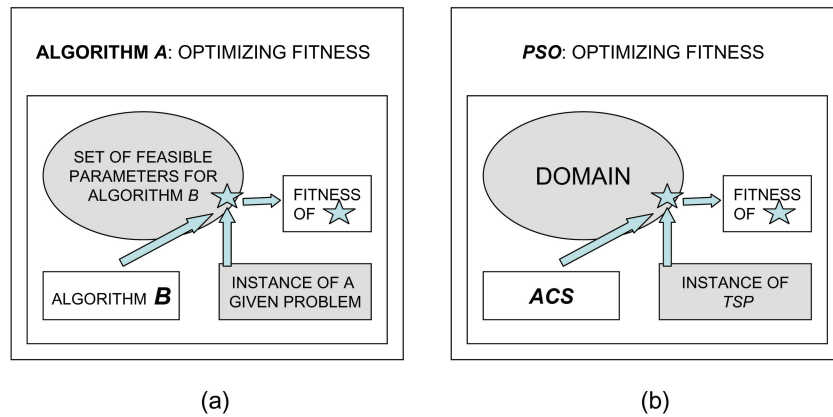 ALGORITHM A: OPTIMIZING FITNESS
SET OF FEASIBLE
PARAMETERS FOR
ALGORITHM B
FITNESS
OF
ALGORITHM B
INSTANCE OF A
GIVEN PROBLEM
(a)
PSO: OPTIMIZING FITNESS
DOMAIN
FITNESS
OF
ACS
INSTANCE OF
TSP
(b)